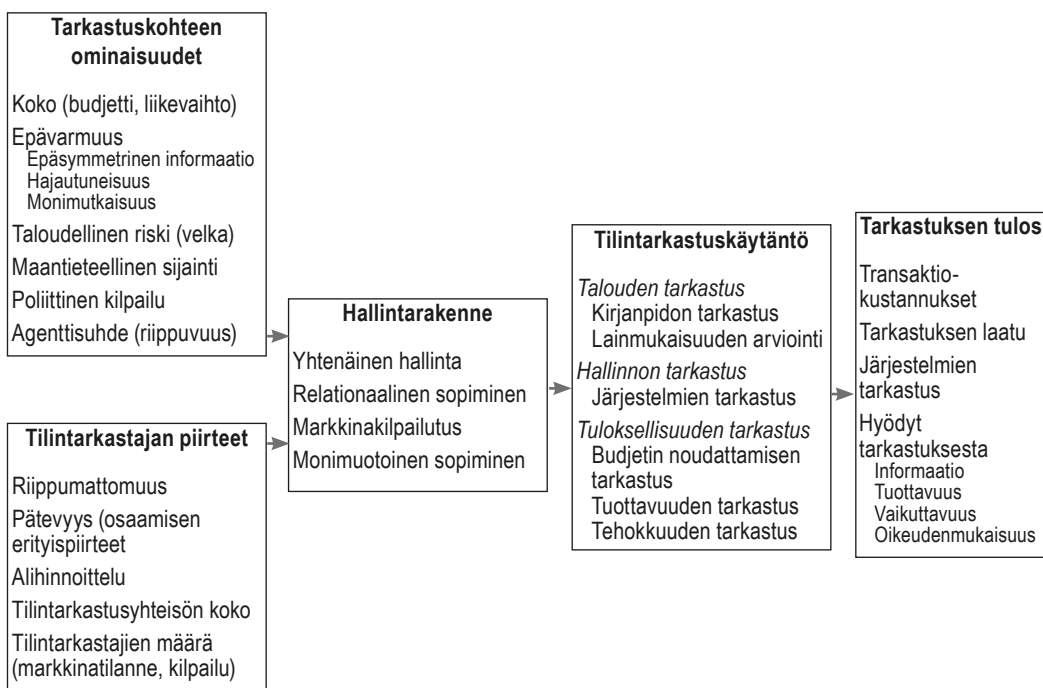 Tarkastuskohteen
ominaisuudet
Koko (budjetti, liikevaihto)
Epävarmuus
Epäsymmetrinen informaatio
Hajautuneisuus
Monimutkaisuus
Taloudellinen riski (velka)
Maantieteellinen sijainti
Poliittinen kilpailu
Agenttisuhde (riippuvuus)
Tilintarkastajan piirteet
Riippumattomuus
Pätevyys (osaamisen
erityispiirteet
Alihinnoittelu
Tilintarkastusyhteisön koko
Tilintarkastajien määrä
(markkinatilanne, kilpailu)
Hallintarakenne
Yhtenäinen hallinta
Relationaalinen sopiminen
Markkinakilpailutus
Monimuotoinen sopiminen
Tilintarkastuskäytäntö
Talouden tarkastus
Kirjanpidon tarkastus
Lainmukaisuuden arviointi
Hallinnon tarkastus
Järjestelmien tarkastus
Tuloksellisuuden tarkastus
Budjetin noudattamisen
tarkastus
Tuottavuuden tarkastus
Tehokkuuden tarkastus
Tarkastuksen tulos
Transaktio-
kustannukset
Tarkastuksen laatu
Järjestelmien
tarkastus
Hyödyt
tarkastuksesta
Informaatio
Tuottavuus
Vaikuttavuus
Oikeudenmukaisuus